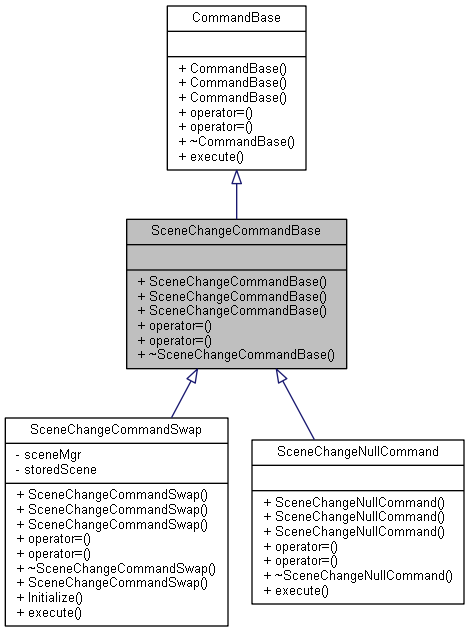 CommandBase
+ CommandBase()
+ CommandBase()
+ CommandBase()
+ operator=()
+ operator=()
+ ~CommandBase()
+ execute()
SceneChangeCommandBase
+ SceneChangeCommandBase()
+ SceneChangeCommandBase()
+ SceneChangeCommandBase()
+ operator=()
+ operator=()
+ ~SceneChangeCommandBase()
SceneChangeCommandSwap
- sceneMgr
- storedScene
+ SceneChangeCommandSwap()
+ SceneChangeCommandSwap()
+ SceneChangeCommandSwap()
+ operator=()
+ operator=()
+ ~SceneChangeCommandSwap()
+ SceneChangeCommandSwap()
+ Initialize()
+ execute()
SceneChangeNullCommand
+ SceneChangeNullCommand()
+ SceneChangeNullCommand()
+ SceneChangeNullCommand()
+ operator=()
+ operator=()
+ ~SceneChangeNullCommand()
+ execute()